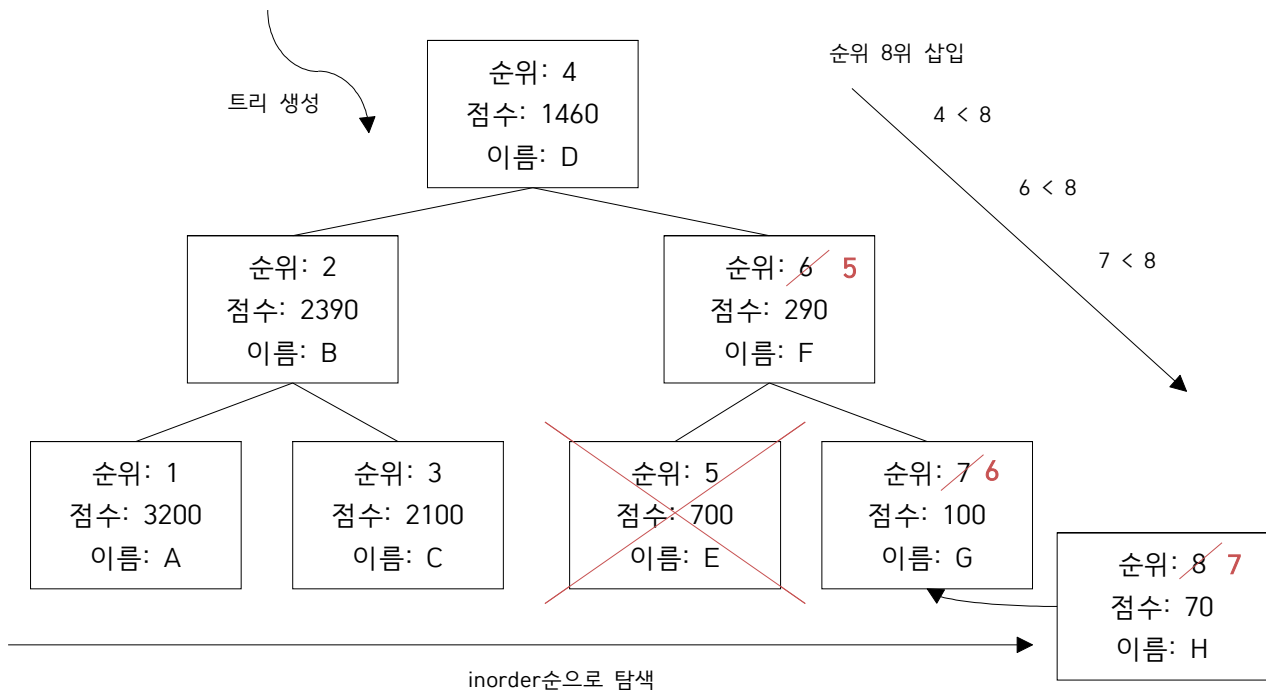 트리 생성
순위: 4
점수: 1460
이름: D
순위 8위 삽입
4 < 8
6 < 8
7 < 8
순위: 2
점수: 2390
이름: B
순위: 6 5
점수: 290
이름: F
순위: 1
점수: 3200
이름: A
순위: 3
점수: 2100
이름: C
순위: 5
점수: 700
이름: E
순위: 7 6
점수: 100
이름: G
순위: 8 7
점수: 70
이름: H
inorder순으로 탐색